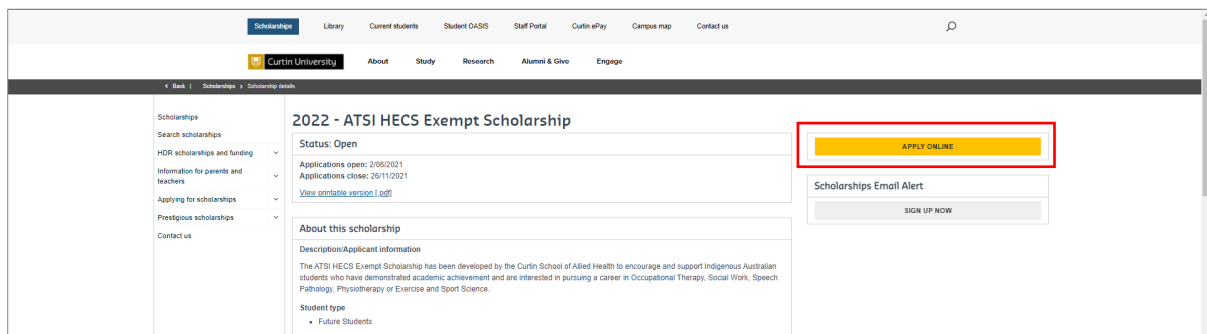 Scholarships Library Current students Student OASIS Staff Portal Curtin ePay Campus map Contact us
Curtin University About Study Research Alumni & Give Engage
Back | Scholarships > Scholarship details
Scholarships
Search scholarships
HDR scholarships and funding
Information for parents and
teachers
Applying for scholarships
Prestigious scholarships
Contact us
2022 - ATSI HECS Exempt Scholarship
Status: Open
Applications open: 2/06/2021
Applications close: 26/11/2021
View printable version [.pdf]
About this scholarship
Description/Applicant information
The ATSI HECS Exempt Scholarship has been developed by the Curtin School of Allied Health to encourage and support Indigenous Australian
students who have demonstrated academic achievement and are interested in pursuing a career in Occupational Therapy, Social Work, Speech
Pathology, Physiotherapy or Exercise and Sport Science.
Student type
• Future Students
APPLY ONLINE
Scholarships Email Alert
SIGN UP NOW